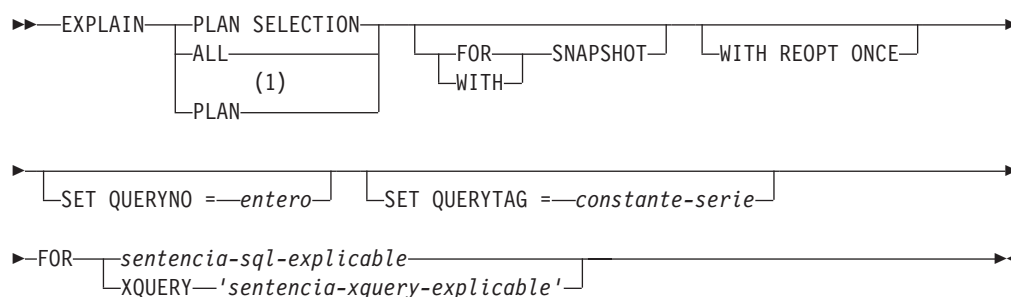 EXPLAIN PLAN SELECTION
ALL FOR SNAPSHOT WITH REOPT ONCE
(1) WITH
PLAN
SET QUERYNO = entero SET QUERYTAG = constante-serie
FOR sentencia-sql-explicable
XQUERY 'sentencia-xquery-explicable'